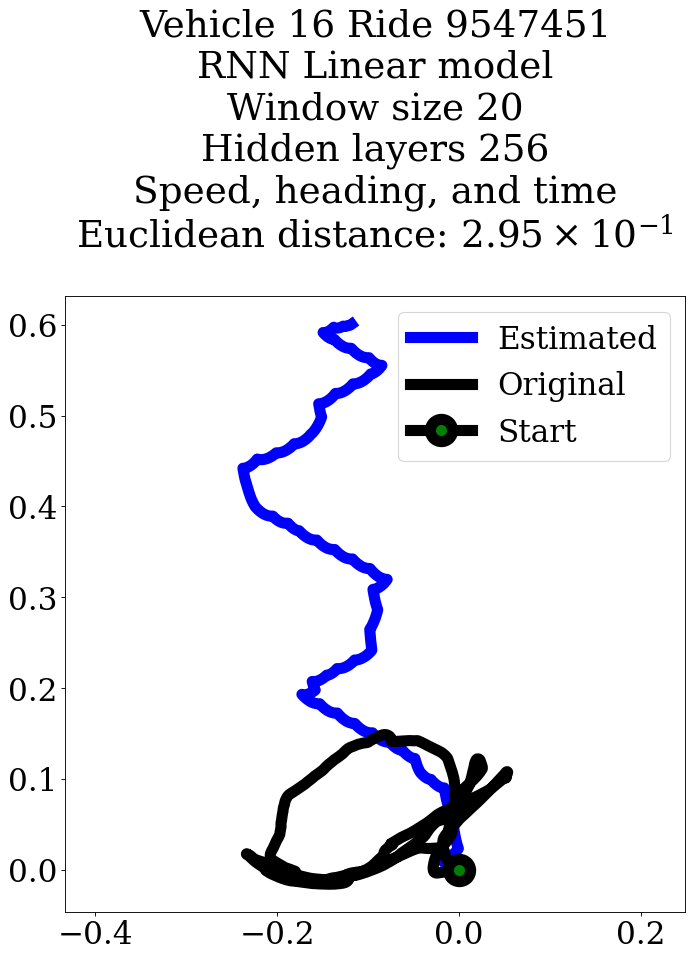 Vehicle 16 Ride 9547451
RNN Linear model
Window size 20
Hidden layers 256
Speed, heading, and time
Euclidean distance: 2.95 × 10⁻¹
Estimated
Original
Start
0.6
0.5
0.4
0.3
0.2
0.1
0.0
−0.4 −0.2 0.0 0.2